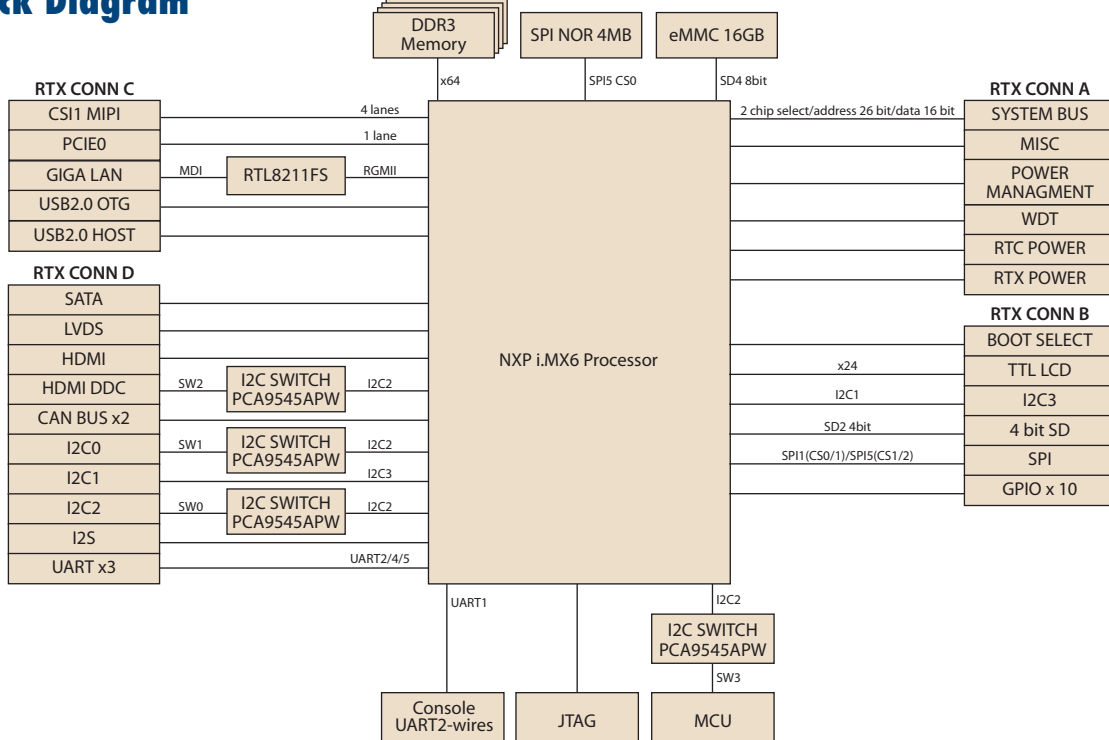 ck Diagram
DDR3
Memory
SPI NOR 4MB
eMMC 16GB
x64
SPI5 CS0
SD4 8bit
RTX CONN C
CSI1 MIPI
4 lanes
PCIE0
1 lane
GIGA LAN
MDI
RTL8211FS
RGMII
USB2.0 OTG
USB2.0 HOST
RTX CONN D
SATA
LVDS
HDMI
HDMI DDC
SW2
I2C SWITCH
PCA9545APW
I2C2
CAN BUS x2
I2C0
SW1
I2C SWITCH
PCA9545APW
I2C2
I2C1
I2C3
I2C2
SW0
I2C SWITCH
PCA9545APW
I2C2
I2S
UART x3
UART2/4/5
NXP i.MX6 Processor
RTX CONN A
2 chip select/address 26 bit/data 16 bit
SYSTEM BUS
MISC
POWER
MANAGMENT
WDT
RTC POWER
RTX POWER
RTX CONN B
BOOT SELECT
x24
TTL LCD
I2C1
I2C3
SD2 4bit
4 bit SD
SPI1(CS0/1)/SPI5(CS1/2)
SPI
GPIO x 10
UART1
I2C2
I2C SWITCH
PCA9545APW
SW3
Console
UART2-wires
JTAG
MCU